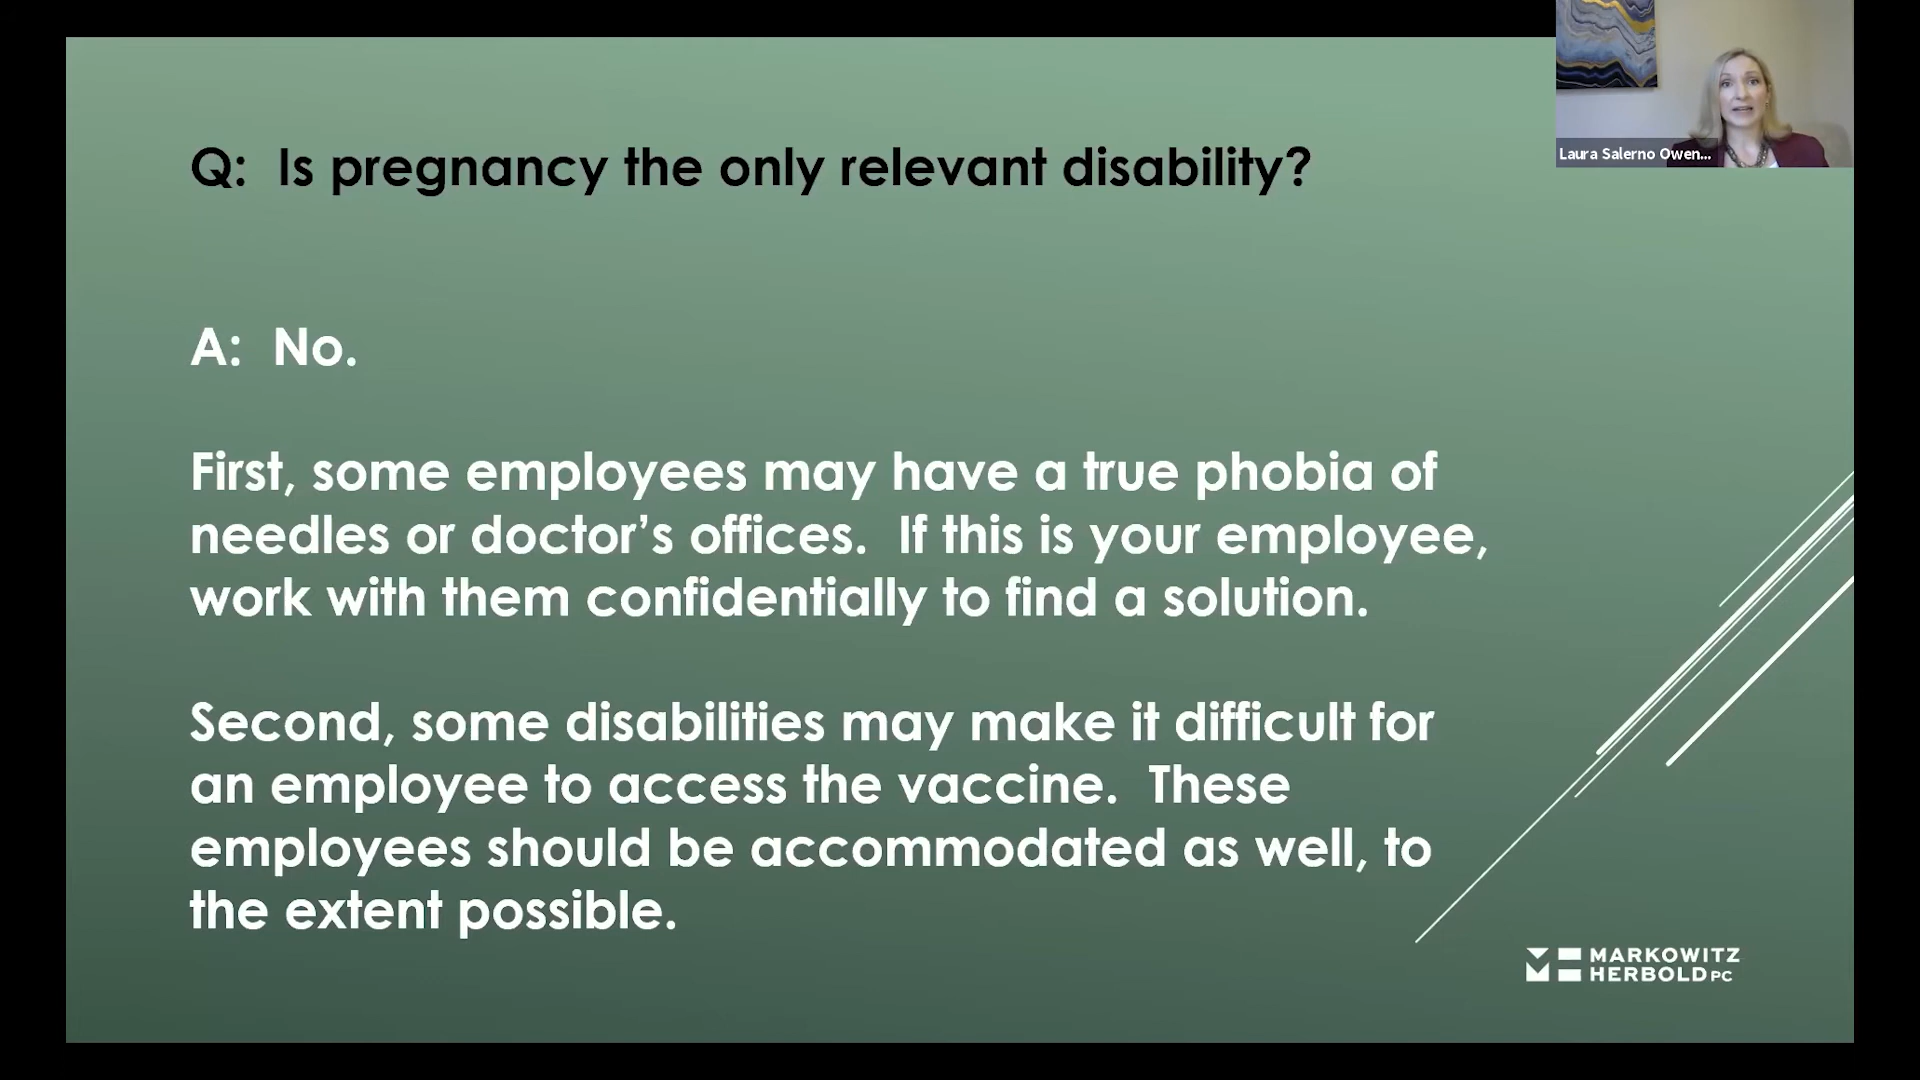 Laura Salerno Owen...
Q: Is pregnancy the only relevant disability?
A: No.
First, some employees may have a true phobia of
needles or doctor's offices. If this is your employee,
work with them confidentially to find a solution.
Second, some disabilities may make it difficult for
an employee to access the vaccine. These
employees should be accommodated as well, to
the extent possible.
MARKOWITZ
HERBOLD PC